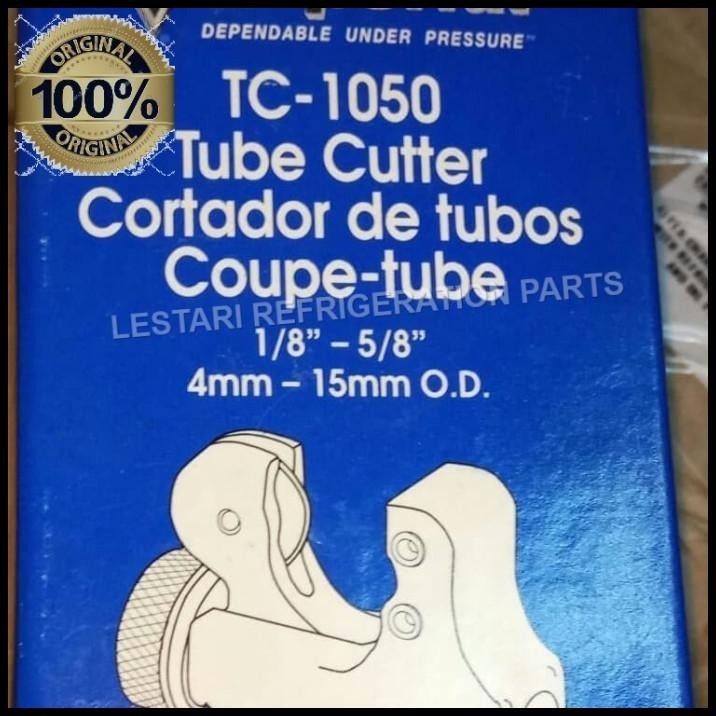 DEPENDABLE UNDER PRESSURE™
ORIGINAL
100%
ORIGINAL
TC-1050
Tube Cutter
Cortador de tubos
Coupe-tube
LESTARI REFRIGERATION PARTS
1/8” – 5/8”
4mm – 15mm O.D.